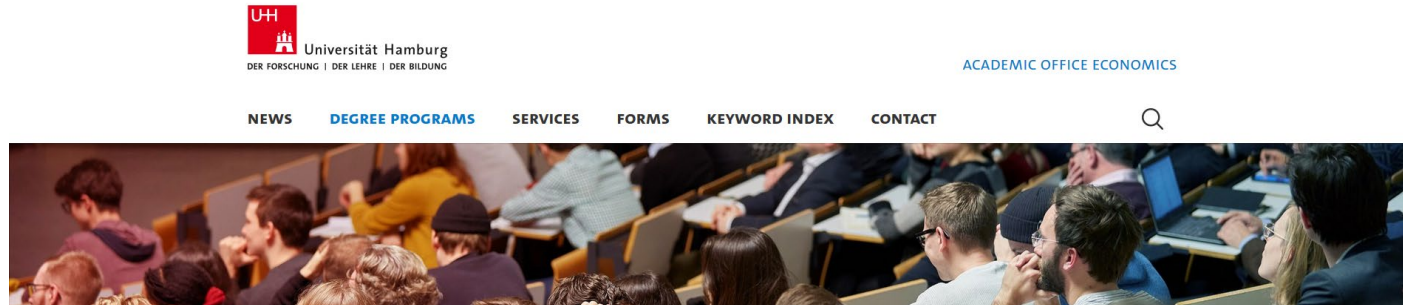 UHH
Universität Hamburg
DER FORSCHUNG | DER LEHRE | DER BILDUNG
ACADEMIC OFFICE ECONOMICS
NEWS DEGREE PROGRAMS SERVICES FORMS KEYWORD INDEX CONTACT